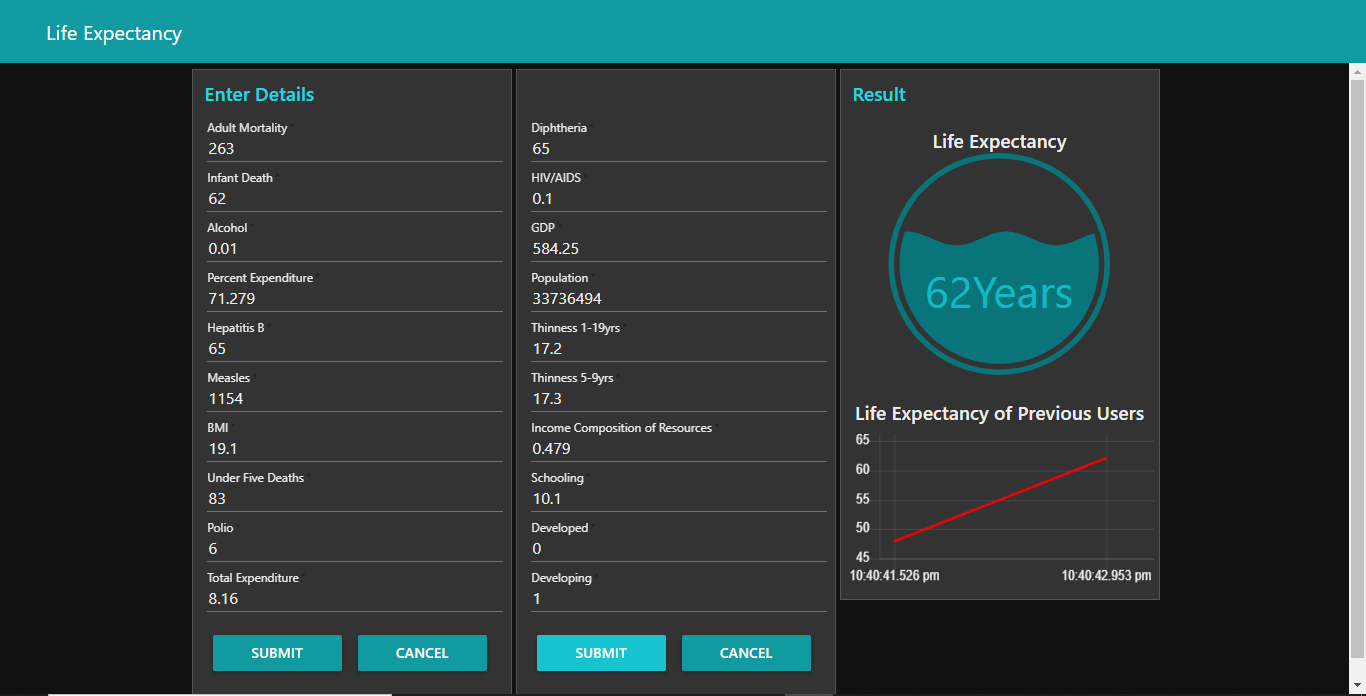 Life Expectancy
Enter Details
Adult Mortality *
263
Infant Death *
62
Alcohol *
0.01
Percent Expenditure *
71.279
Hepatitis B *
65
Measles *
1154
BMI *
19.1
Under Five Deaths *
83
Polio *
6
Total Expenditure *
8.16
SUBMIT
CANCEL
Diphtheria *
65
HIV/AIDS *
0.1
GDP *
584.25
Population *
33736494
Thinness 1-19yrs *
17.2
Thinness 5-9yrs *
17.3
Income Composition of Resources *
0.479
Schooling *
10.1
Developed *
0
Developing *
1
SUBMIT
CANCEL
Result
Life Expectancy
62Years
Life Expectancy of Previous Users
65
60
55
50
45
10:40:41.526 pm
10:40:42.953 pm